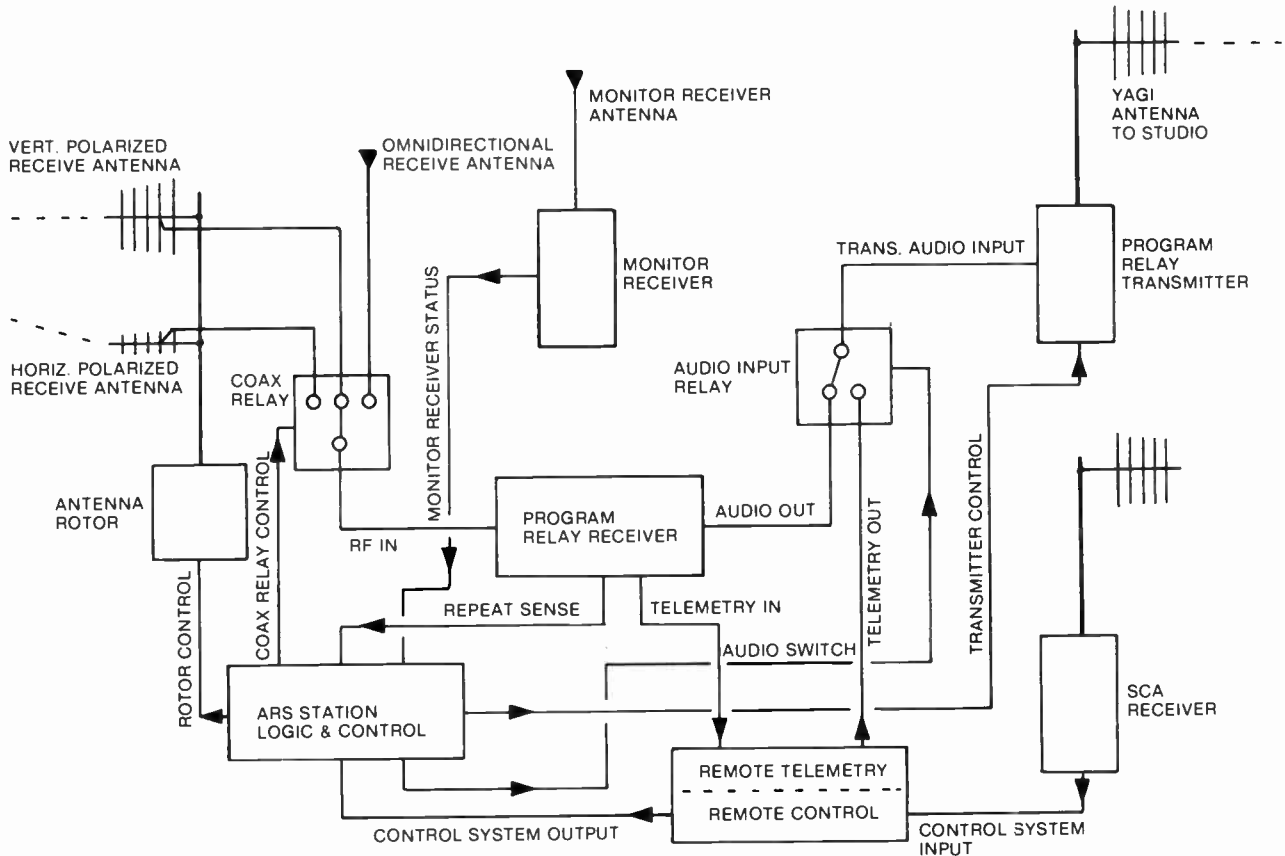 MONITOR RECEIVER
ANTENNA
YAGI
ANTENNA
TO STUDIO
VERT. POLARIZED
RECEIVE ANTENNA
OMNIDIRECTIONAL
RECEIVE ANTENNA
TRANS. AUDIO INPUT
PROGRAM
RELAY
TRANSMITTER
MONITOR
RECEIVER
MONITOR RECEIVER STATUS
HORIZ. POLARIZED
RECEIVE ANTENNA
COAX
RELAY
AUDIO INPUT
RELAY
ANTENNA
ROTOR
COAX RELAY CONTROL
RF IN
PROGRAM
RELAY RECEIVER
AUDIO OUT
TELEMETRY OUT
TRANSMITTER CONTROL
REPEAT SENSE
TELEMETRY IN
AUDIO SWITCH
ROTOR CONTROL
ARS STATION
LOGIC & CONTROL
SCA
RECEIVER
REMOTE TELEMETRY
REMOTE CONTROL
CONTROL SYSTEM OUTPUT
CONTROL SYSTEM
INPUT